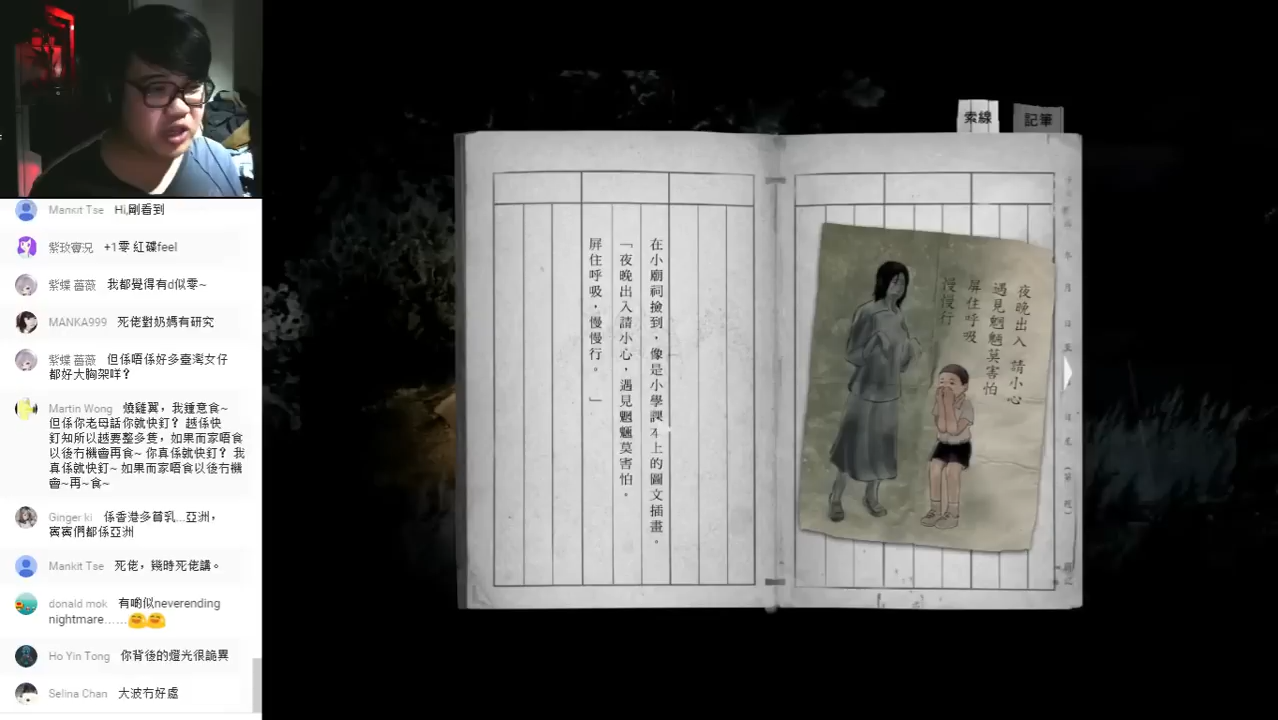 Mankit Tse Hi,剛看到
紫玟睿況 +1零 紅碟feel
紫蝶 薔薇 我都覺得有d似零~
MANKA999 死佬對奶媽有研究
紫蝶 薔薇 但係唔係好多臺灣女仔
都好大胸架咩？
Martin Wong 燒雞翼，我鍾意食~
但係你老母話你就快釘？ 越係快
釘知所以越要整多隻，如果而家唔食
以後冇機會再食~ 你真係就快釘？ 我
真係就快釘~ 如果而家唔食以後冇機
會~再~食~
Ginger ki 係香港多貧乳...亞洲，
賓賓們都係亞洲
Mankit Tse 死佬，幾時死佬講。
donald mok 有啲似neverending
nightmare……
Ho Yin Tong 你背後的燈光很詭異
Selina Chan 大波冇好處
索線
記筆
在小廟祠撿到，像是小學課本上的圖文插畫。
「夜晚出入請小心，遇見魍魎莫害怕，
屏住呼吸，慢慢行。」
夜晚出入 請小心
遇見魍魎莫害怕
屏住呼吸
慢慢行